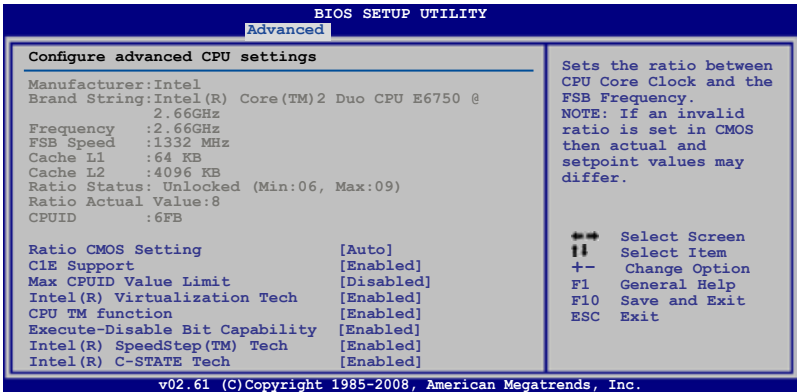 BIOS SETUP UTILITY
Advanced
Configure advanced CPU settings
Manufacturer:Intel
Brand String:Intel(R) Core(TM)2 Duo CPU E6750 @
2.66GHz
Frequency :2.66GHz
FSB Speed :1332 MHz
Cache L1 :64 KB
Cache L2 :4096 KB
Ratio Status: Unlocked (Min:06, Max:09)
Ratio Actual Value:8
CPUID :6FB
Ratio CMOS Setting [Auto]
C1E Support [Enabled]
Max CPUID Value Limit [Disabled]
Intel(R) Virtualization Tech [Enabled]
CPU TM function [Enabled]
Execute-Disable Bit Capability [Enabled]
Intel(R) SpeedStep(TM) Tech [Enabled]
Intel(R) C-STATE Tech [Enabled]
Sets the ratio between
CPU Core Clock and the
FSB Frequency.
NOTE: If an invalid
ratio is set in CMOS
then actual and
setpoint values may
differ.
←→ Select Screen
↑↓ Select Item
+- Change Option
F1 General Help
F10 Save and Exit
ESC Exit
v02.61 (C)Copyright 1985-2008, American Megatrends, Inc.